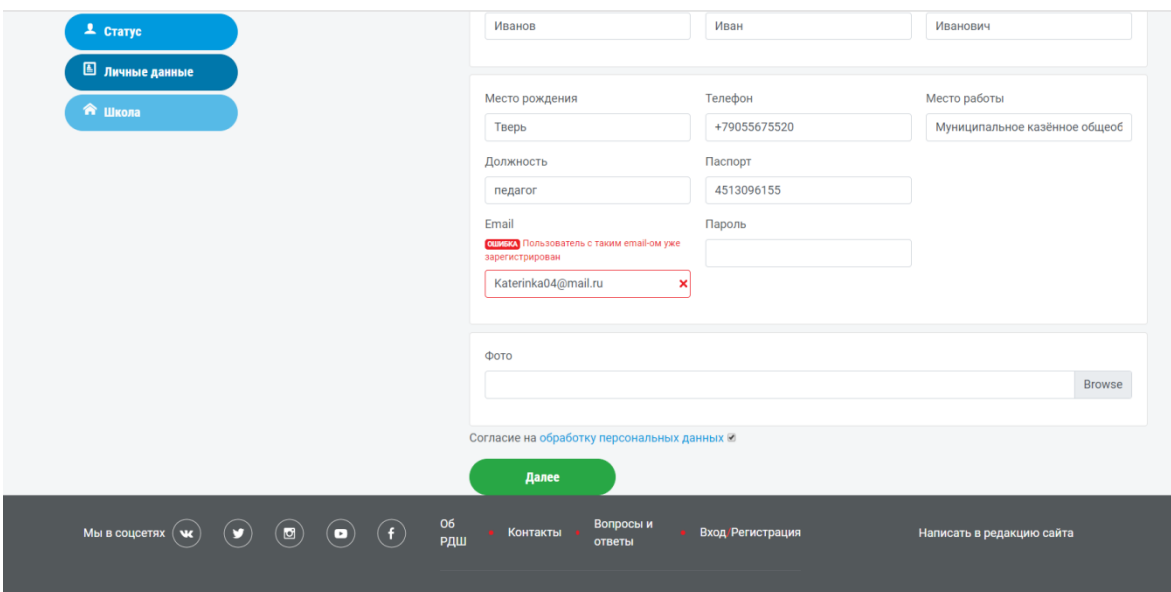 Статус
Личные данные
Школа
Иванов
Иван
Иванович
Место рождения
Телефон
Место работы
Тверь
+79055675520
Муниципальное казённое общеоб
Должность
Паспорт
педагог
4513096155
Email
Пароль
ОШИБКА Пользователь с таким email-ом уже
зарегистрирован
Katerinka04@mail.ru
Фото
Browse
Согласие на обработку персональных данных
Далее
Мы в соцсетях
Об
РДШ
Контакты
Вопросы и
ответы
Вход/Регистрация
Написать в редакцию сайта